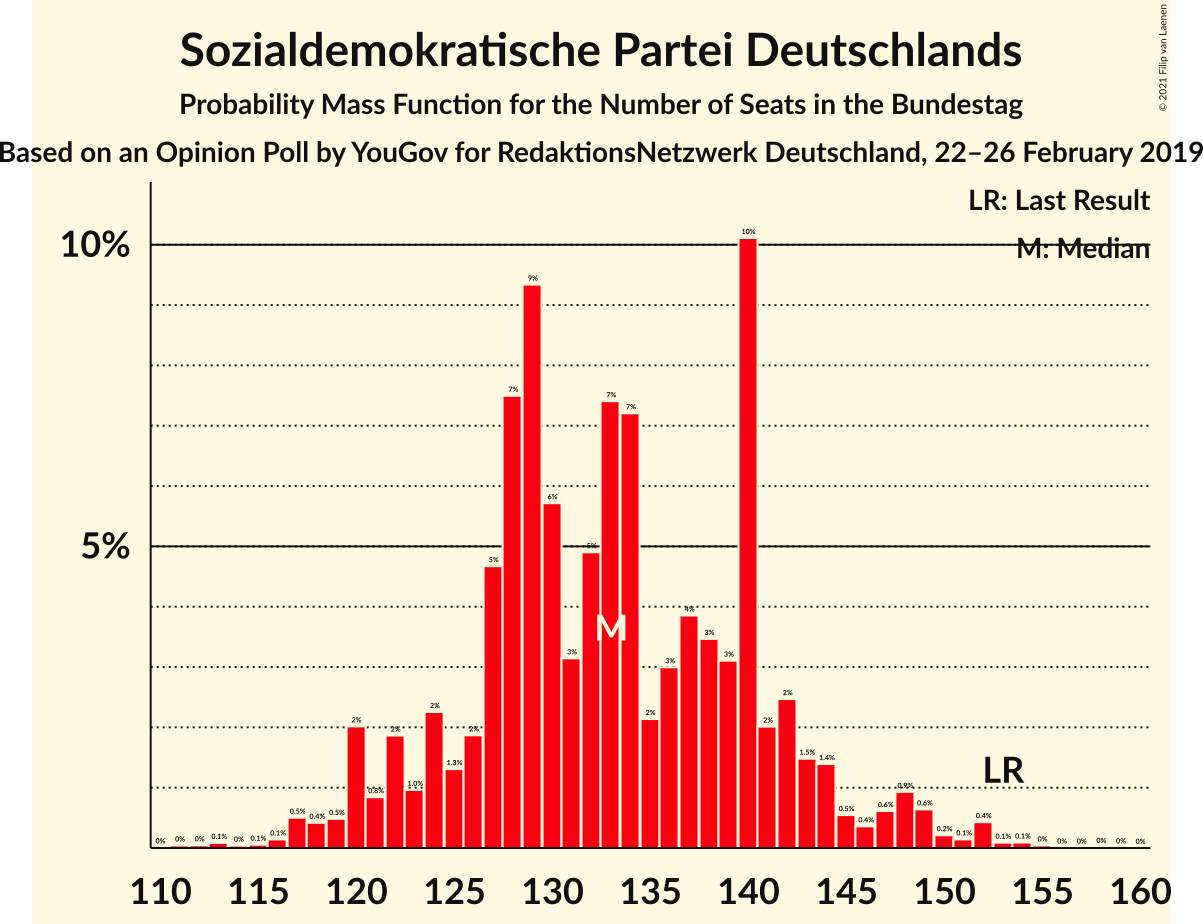 Sozialdemokratische Partei Deutschlands
Probability Mass Function for the Number of Seats in the Bundestag
Based on an Opinion Poll by YouGov for RedaktionsNetzwerk Deutschland, 22–26 February 2019
© 2021 Filip van Laenen
LR: Last Result
M: Median
10%
5%
0% 0% 0% 0.1% 0% 0.1% 0.1% 0.5% 0.4% 0.5% 2% 0.8% 2% 1.0% 2% 1.3% 2% 5% 7% 9% 6% 3% 5% 7% 7% 2% 3% 4% 3% 3% 10% 2% 2% 1.5% 1.4% 0.5% 0.4% 0.6% 0.9% 0.6% 0.2% 0.1% 0.4% 0.1% 0.1% 0% 0% 0% 0% 0% 0%
M
LR
110 115 120 125 130 135 140 145 150 155 160